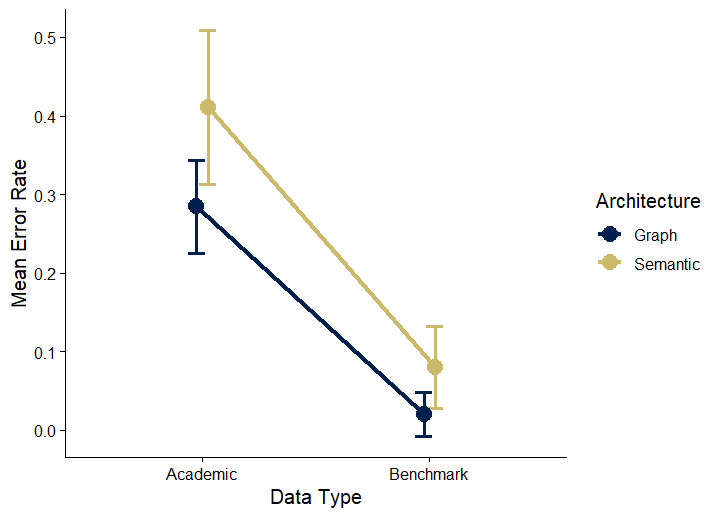 0.5
0.4
0.3
0.2
0.1
0.0
Mean Error Rate
Academic
Benchmark
Data Type
Architecture
Graph
Semantic